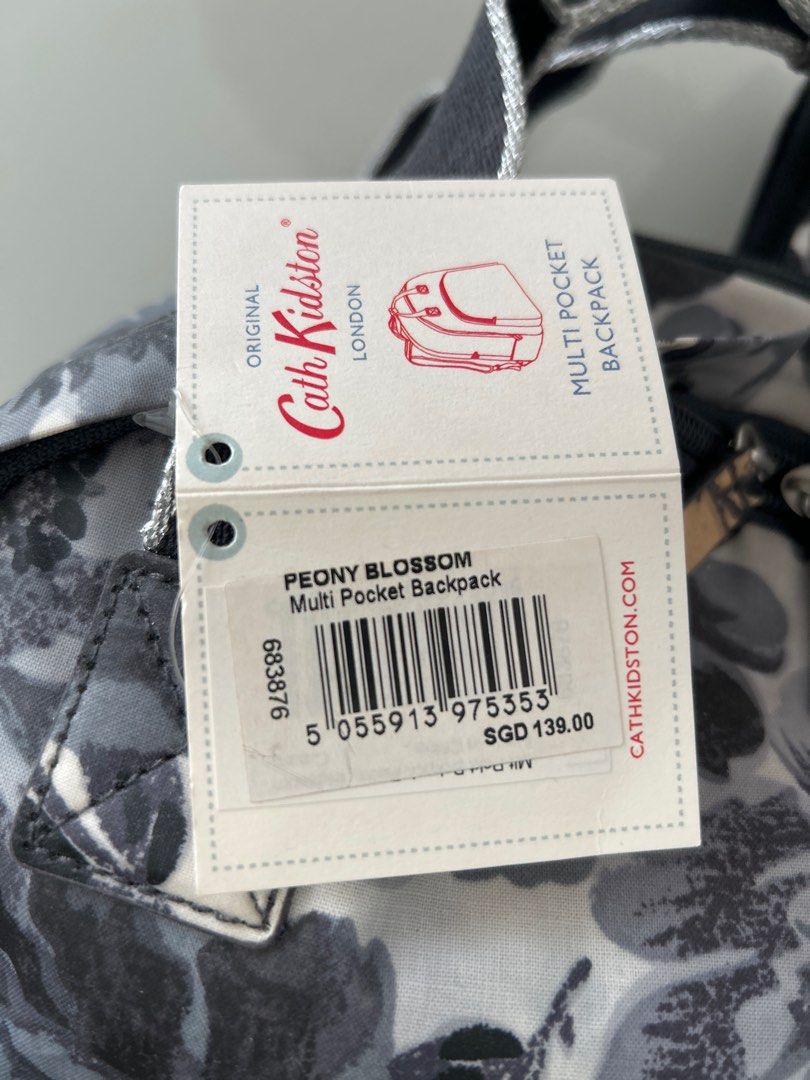 ORIGINAL
Cath Kidston®
LONDON
MULTI POCKET
BACKPACK
PEONY BLOSSOM
Multi Pocket Backpack
683876
5 055913 975353
SGD 139.00
CATHKIDSTON.COM